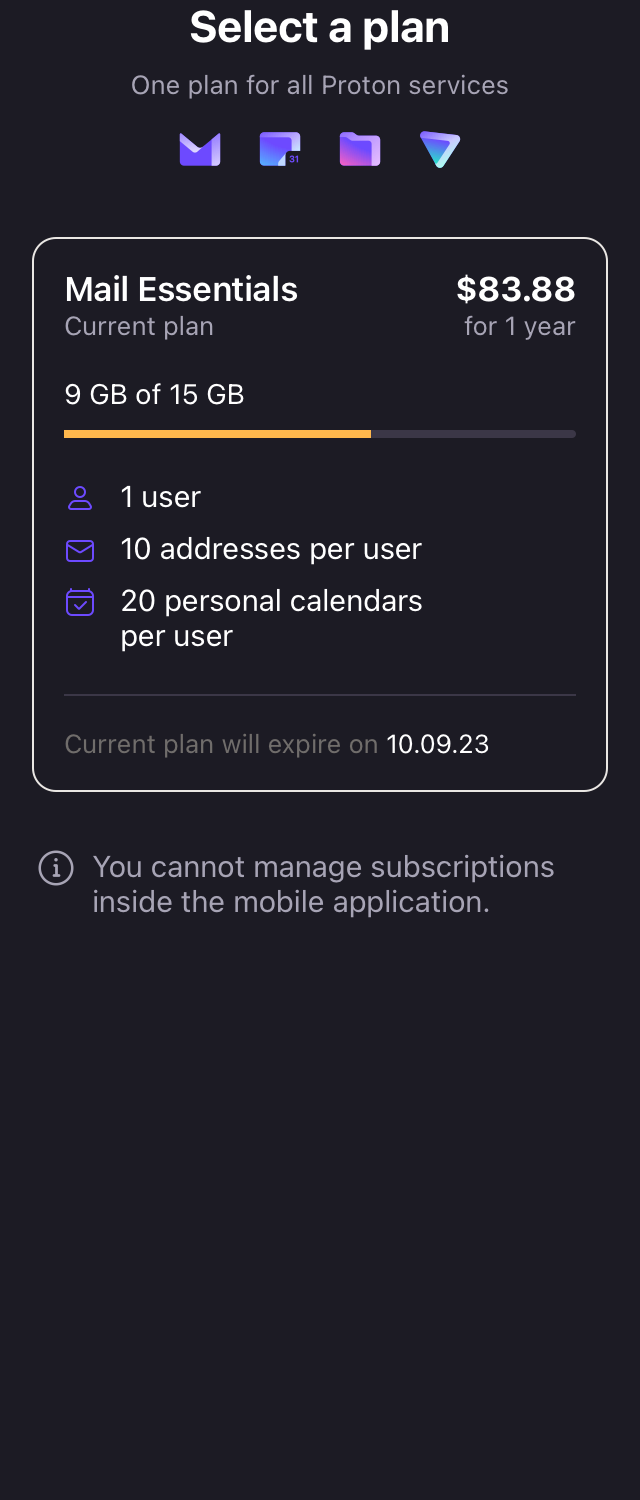 Select a plan
One plan for all Proton services
31
Mail Essentials
$83.88
Current plan
for 1 year
9 GB of 15 GB
1 user
10 addresses per user
20 personal calendars
per user
Current plan will expire on 10.09.23
You cannot manage subscriptions
inside the mobile application.